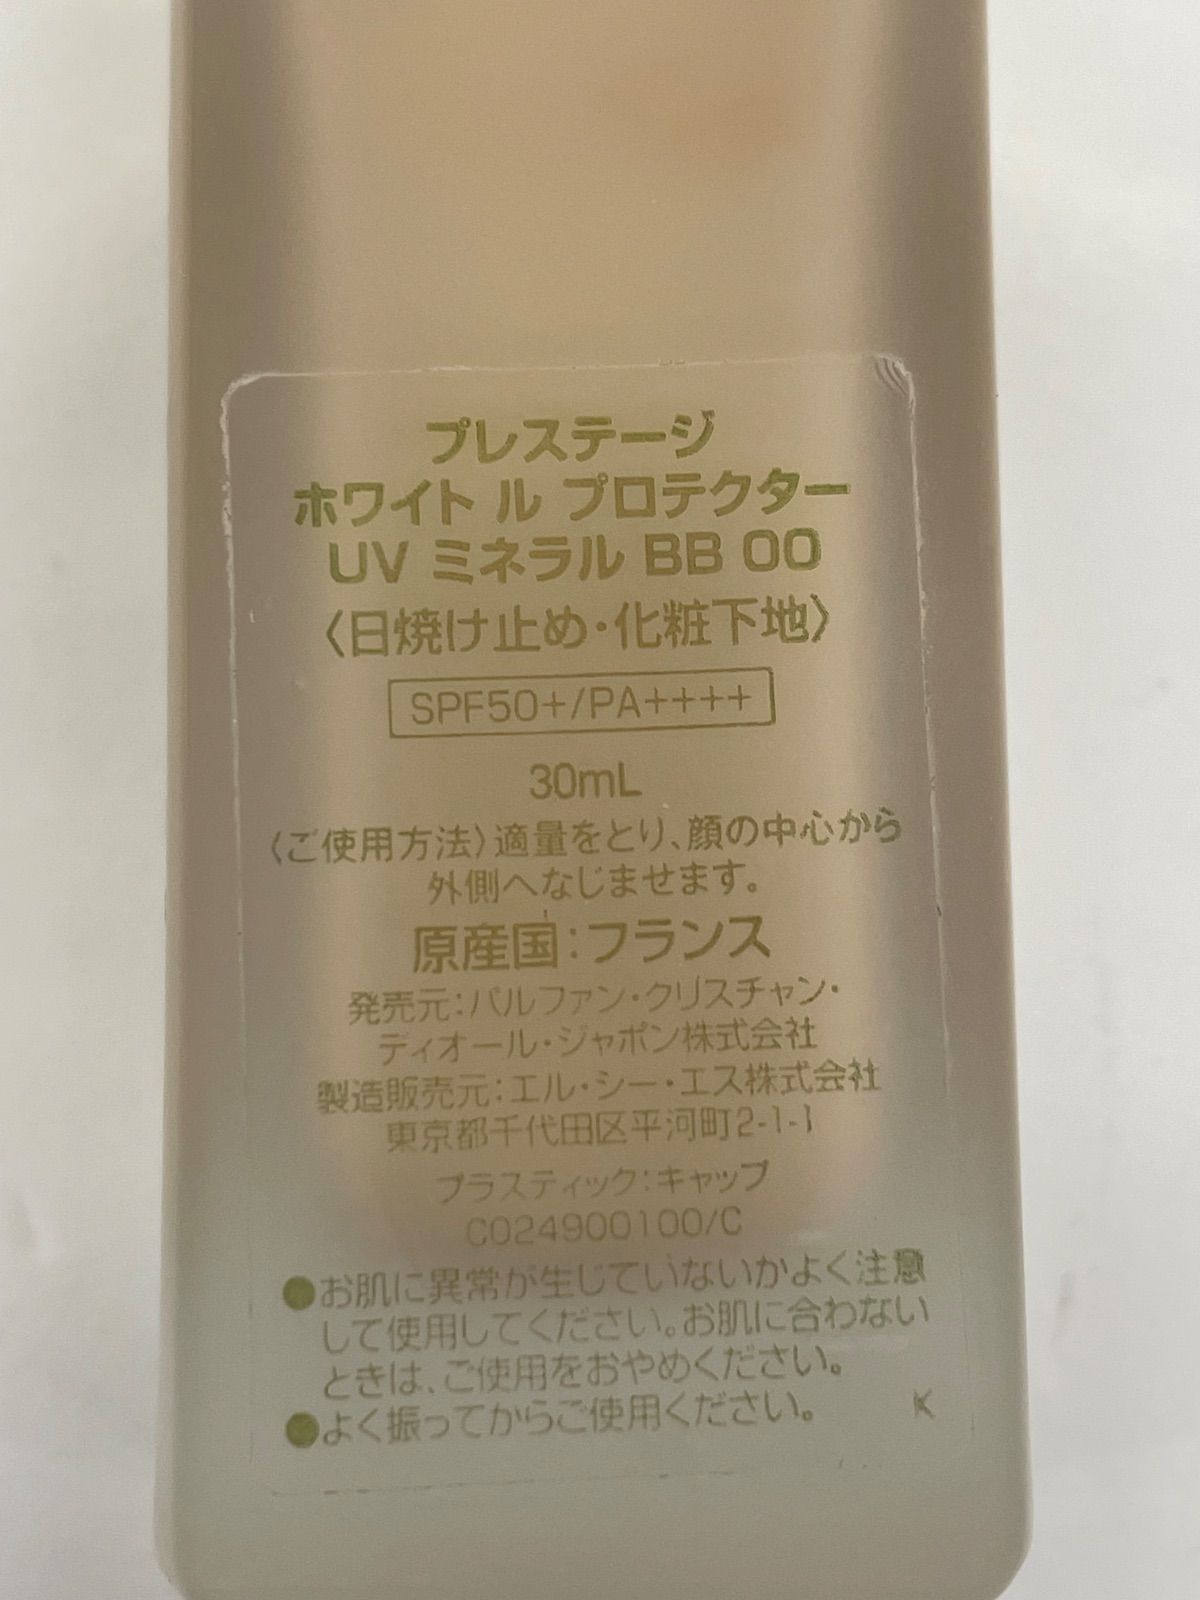 プレステージ
ホワイト ル プロテクター
UV ミネラル BB 00
〈日焼け止め・化粧下地〉
SPF50+/PA++++
30mL
〈ご使用方法〉適量をとり、顔の中心から
外側へなじませます。
原産国:フランス
発売元:パルファン・クリスチャン・
ディオール・ジャポン株式会社
製造販売元:エル・シー・エス株式会社
東京都千代田区平河町2-1-1
プラスティック:キャップ
C024900100/C
●お肌に異常が生じていないかよく注意
して使用してください。お肌に合わない
ときは、ご使用をおやめください。
●よく振ってからご使用ください。
K